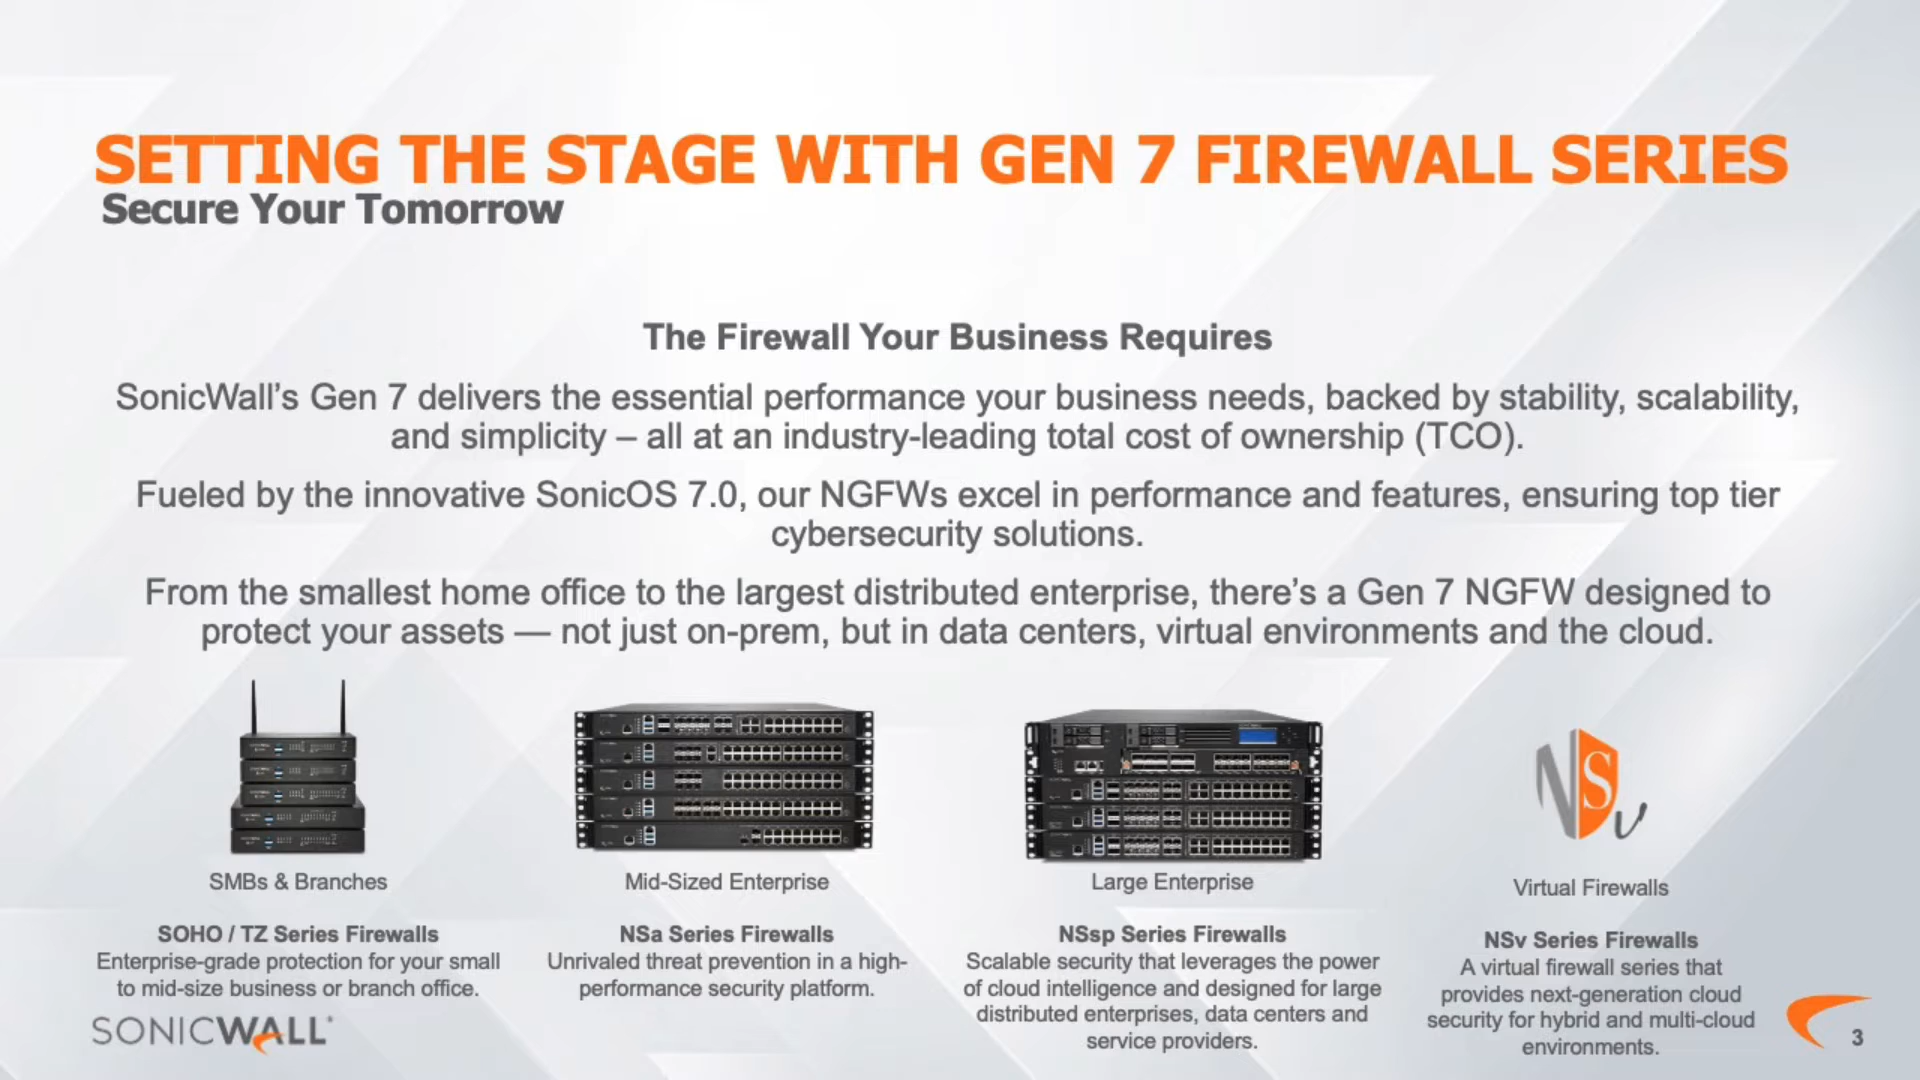 SETTING THE STAGE WITH GEN 7 FIREWALL SERIES
Secure Your Tomorrow
The Firewall Your Business Requires
SonicWall’s Gen 7 delivers the essential performance your business needs, backed by stability, scalability,
and simplicity – all at an industry-leading total cost of ownership (TCO).
Fueled by the innovative SonicOS 7.0, our NGFWs excel in performance and features, ensuring top tier
cybersecurity solutions.
From the smallest home office to the largest distributed enterprise, there’s a Gen 7 NGFW designed to
protect your assets — not just on-prem, but in data centers, virtual environments and the cloud.
SMBs & Branches
SOHO / TZ Series Firewalls
Enterprise-grade protection for your small
to mid-size business or branch office.
Mid-Sized Enterprise
NSa Series Firewalls
Unrivaled threat prevention in a high-
performance security platform.
Large Enterprise
NSsp Series Firewalls
Scalable security that leverages the power
of cloud intelligence and designed for large
distributed enterprises, data centers and
service providers.
NSv
Virtual Firewalls
NSv Series Firewalls
A virtual firewall series that
provides next-generation cloud
security for hybrid and multi-cloud
environments.
SONICWALL
3